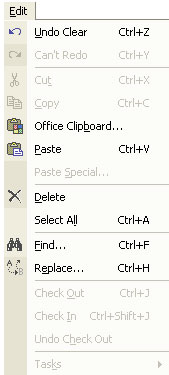 Edit
Undo Clear Ctrl+Z
Can't Redo Ctrl+Y
Cut Ctrl+X
Copy Ctrl+C
Office Clipboard...
Paste Ctrl+V
Paste Special...
Delete
Select All Ctrl+A
Find... Ctrl+F
Replace... Ctrl+H
Check Out Ctrl+J
Check In Ctrl+Shift+J
Undo Check Out
Tasks